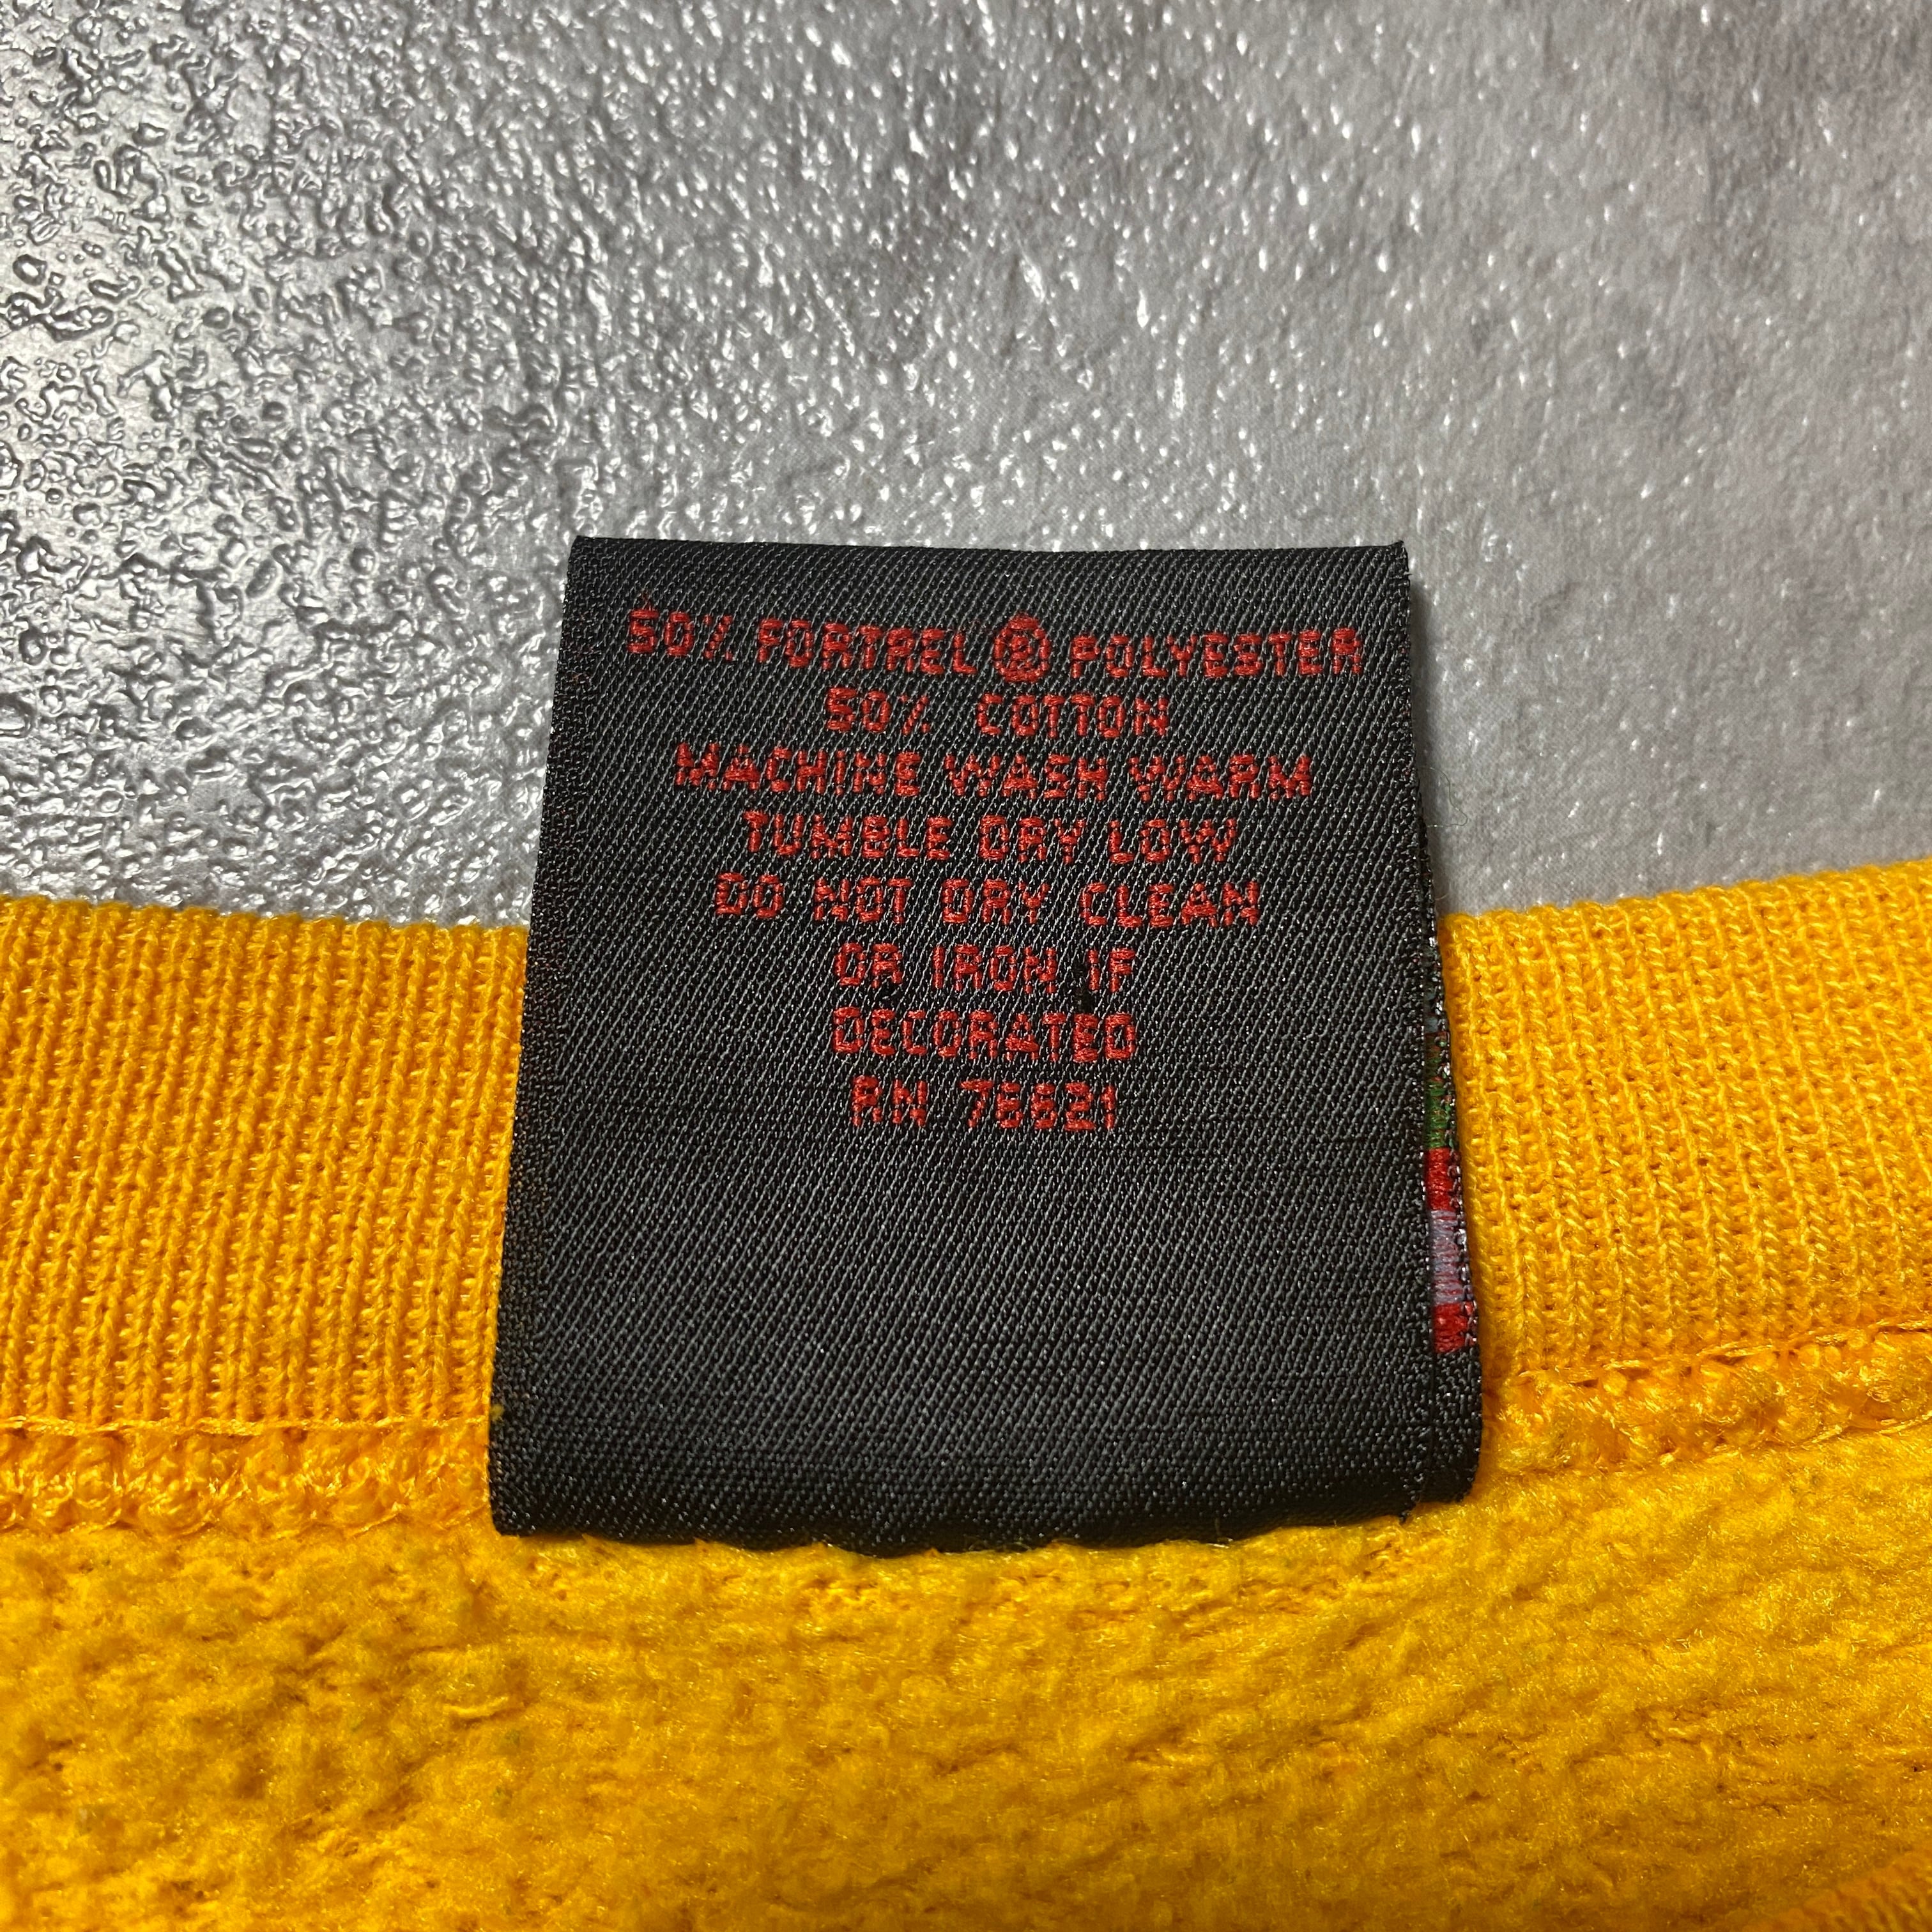 50% FORTREL ® POLYESTER
50% COTTON
MACHINE WASH WARM
TUMBLE DRY LOW
DO NOT DRY CLEAN
OR IRON IF
DECORATED
RN